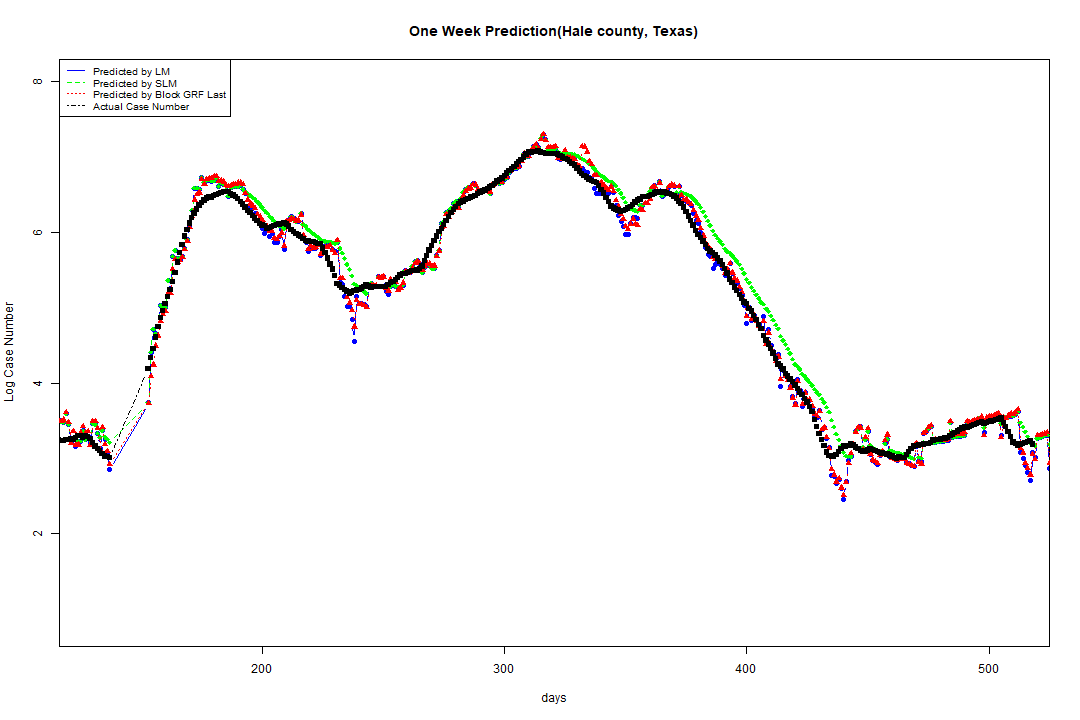 One Week Prediction(Hale county, Texas)
Predicted by LM
Predicted by SLM
Predicted by Block GRF Last
Actual Case Number
8
6
4
2
Log Case Number
200
300
400
500
days